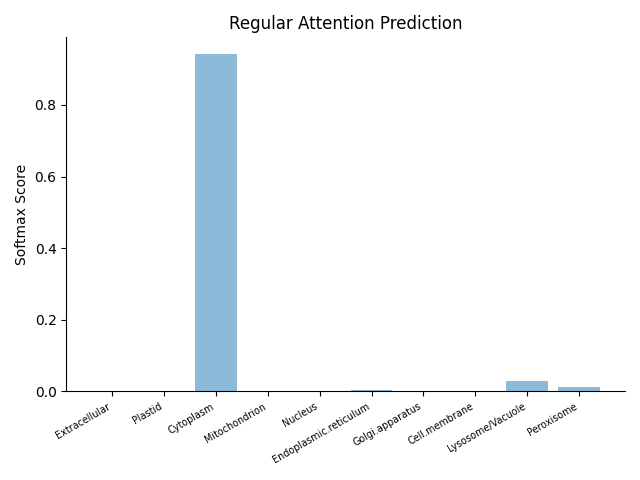 Regular Attention Prediction
Softmax Score
0.8
0.6
0.4
0.2
0.0
Extracellular
Plastid
Cytoplasm
Mitochondrion
Nucleus
Endoplasmic.reticulum
Golgi.apparatus
Cell.membrane
Lysosome/Vacuole
Peroxisome